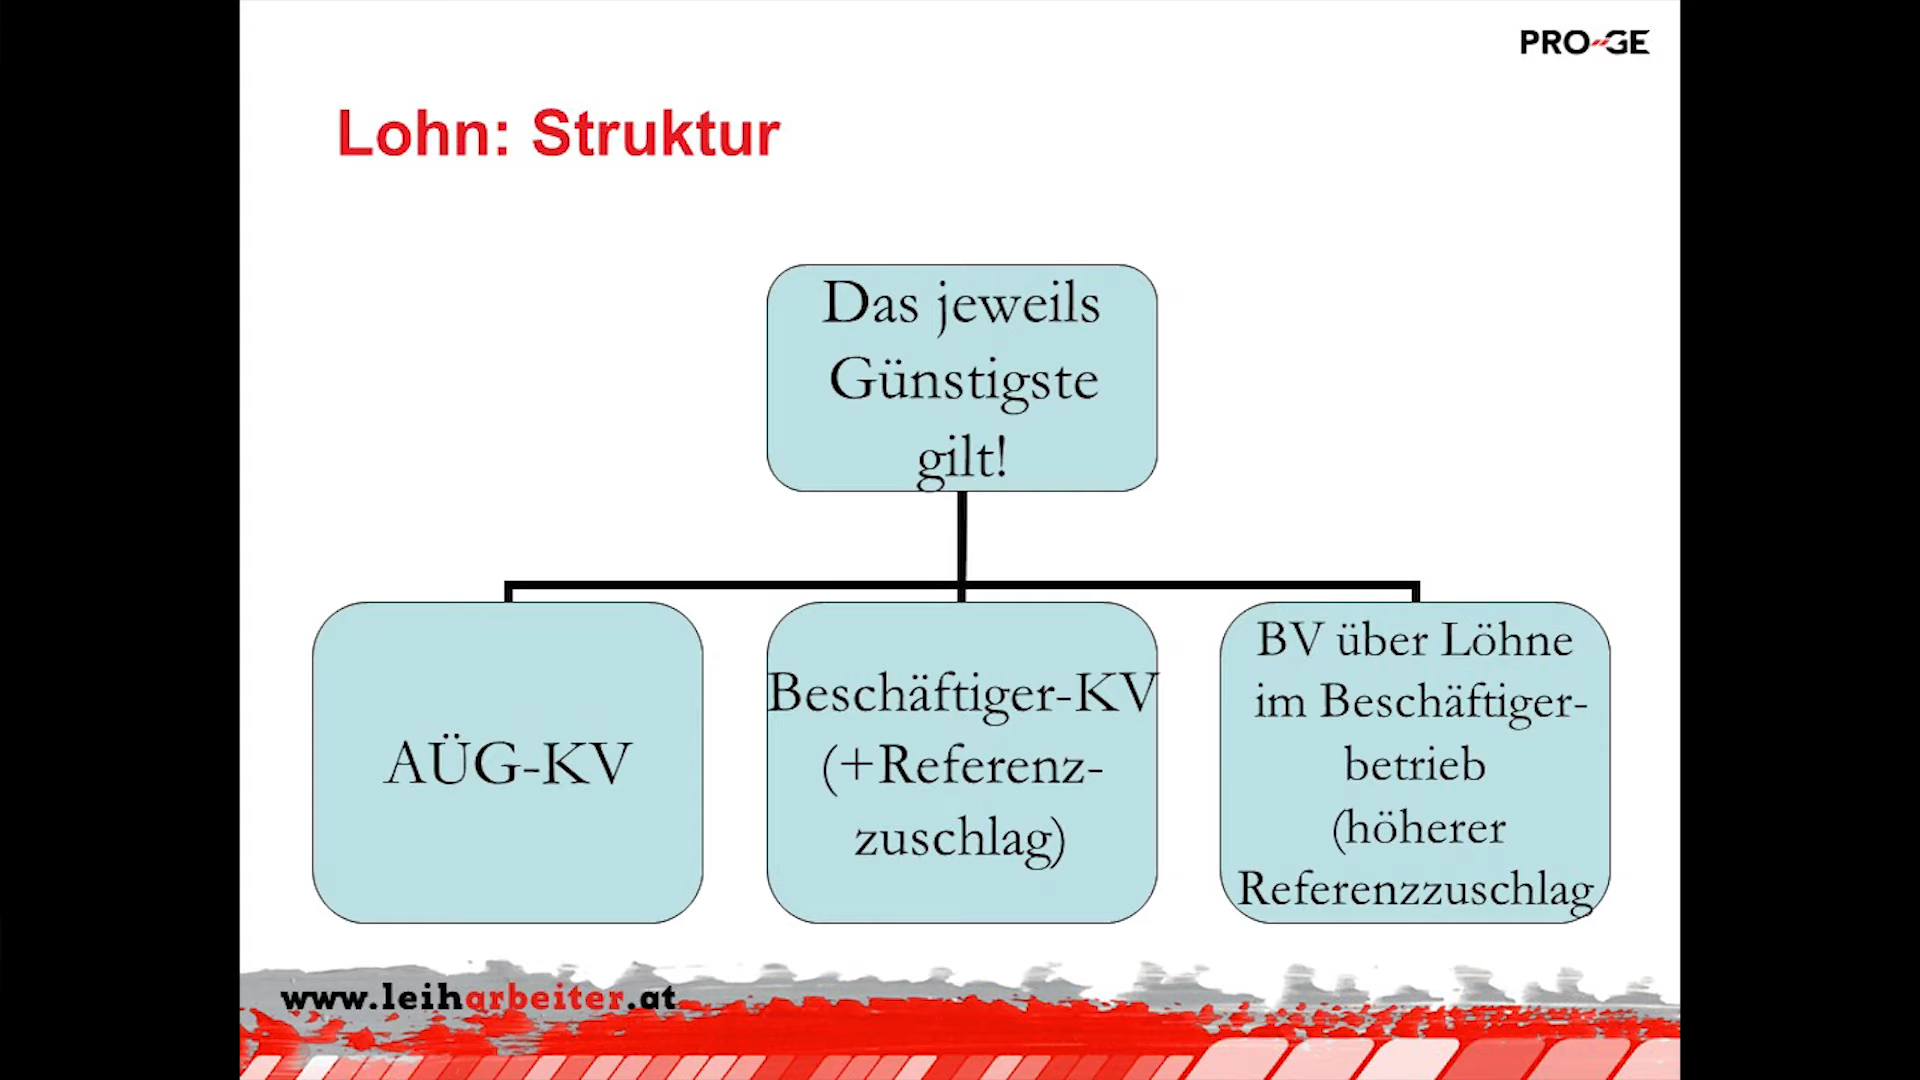 PRO-GE
Lohn: Struktur
Das jeweils
Günstigste
gilt!
AÜG-KV
Beschäftiger-KV
(+Referenz-
zuschlag)
BV über Löhne
im Beschäftiger-
betrieb
(höherer
Referenzzuschlag
www.leiharbeiter.at